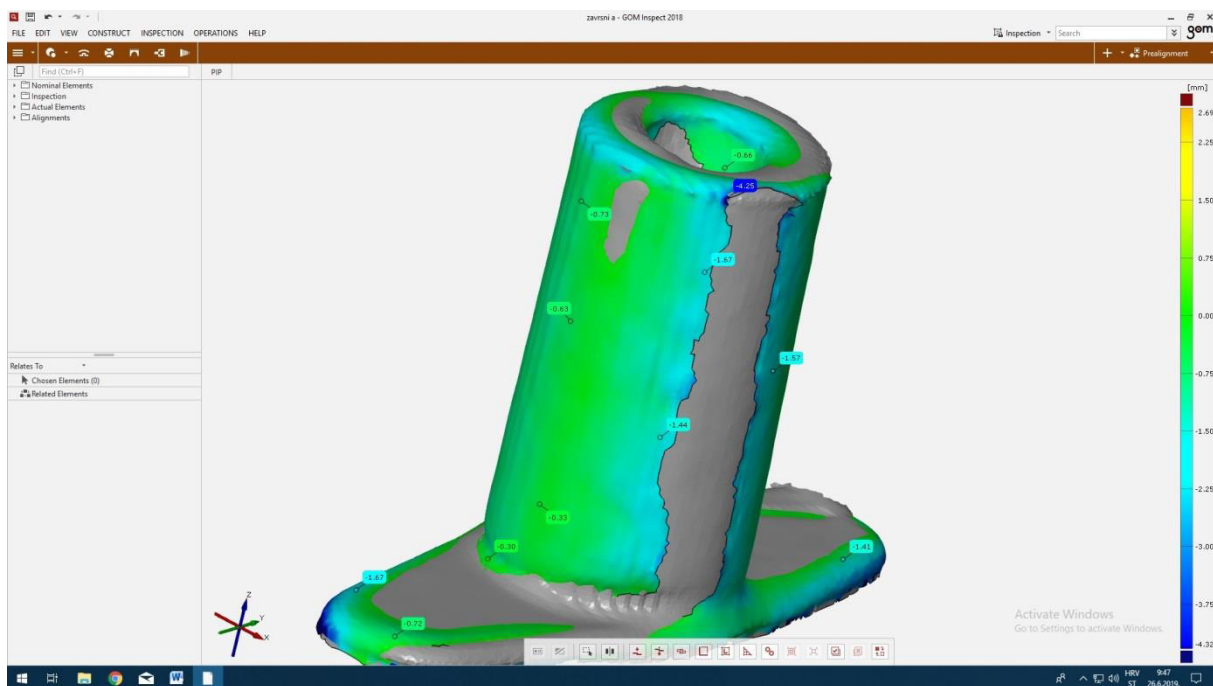 zavrsni a - GOM Inspect 2018
FILE EDIT VIEW CONSTRUCT INSPECTION OPERATIONS HELP
Inspection Search gom
Prealignment
Find (Ctrl+F) PIP
Nominal Elements
Inspection
Actual Elements
Alignments
[mm]
2.69
2.25
1.50
0.75
0.00
-0.75
-1.50
-2.25
-3.00
-3.75
-4.32
-0.66
-4.25
-0.73
-1.67
-0.63
-1.57
-1.44
-0.33
-0.30
-1.41
-1.67
-0.72
Relates To
Chosen Elements (0)
Related Elements
Z
Y
X
Activate Windows
Go to Settings to activate Windows.
HRV 9:47
ST 26.6.2019.